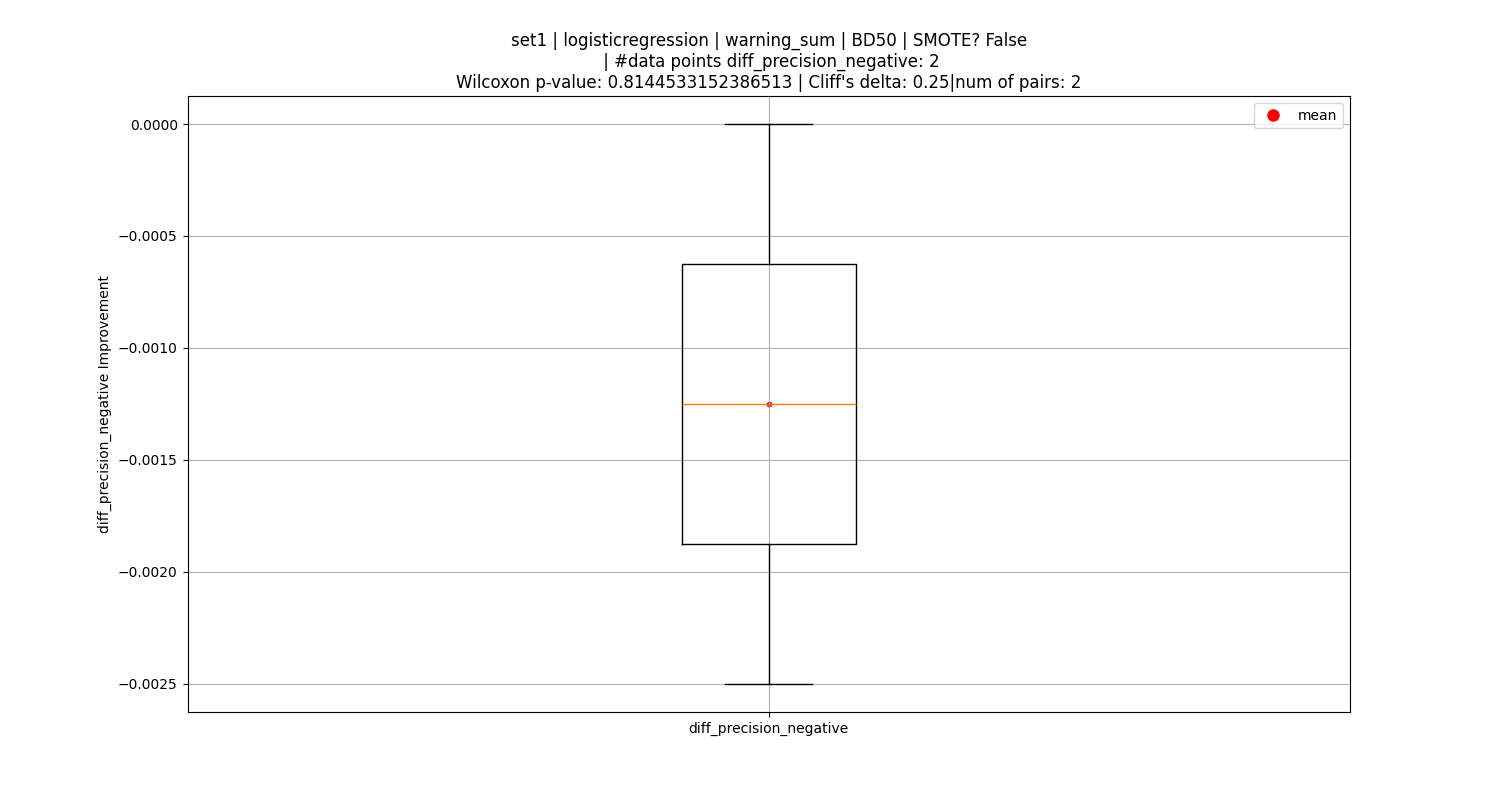 set1 | logisticregression | warning_sum | BD50 | SMOTE? False
| #data points diff_precision_negative: 2
Wilcoxon p-value: 0.8144533152386513 | Cliff's delta: 0.25|num of pairs: 2
mean
0.0000
−0.0005
−0.0010
−0.0015
−0.0020
−0.0025
diff_precision_negative Improvement
diff_precision_negative